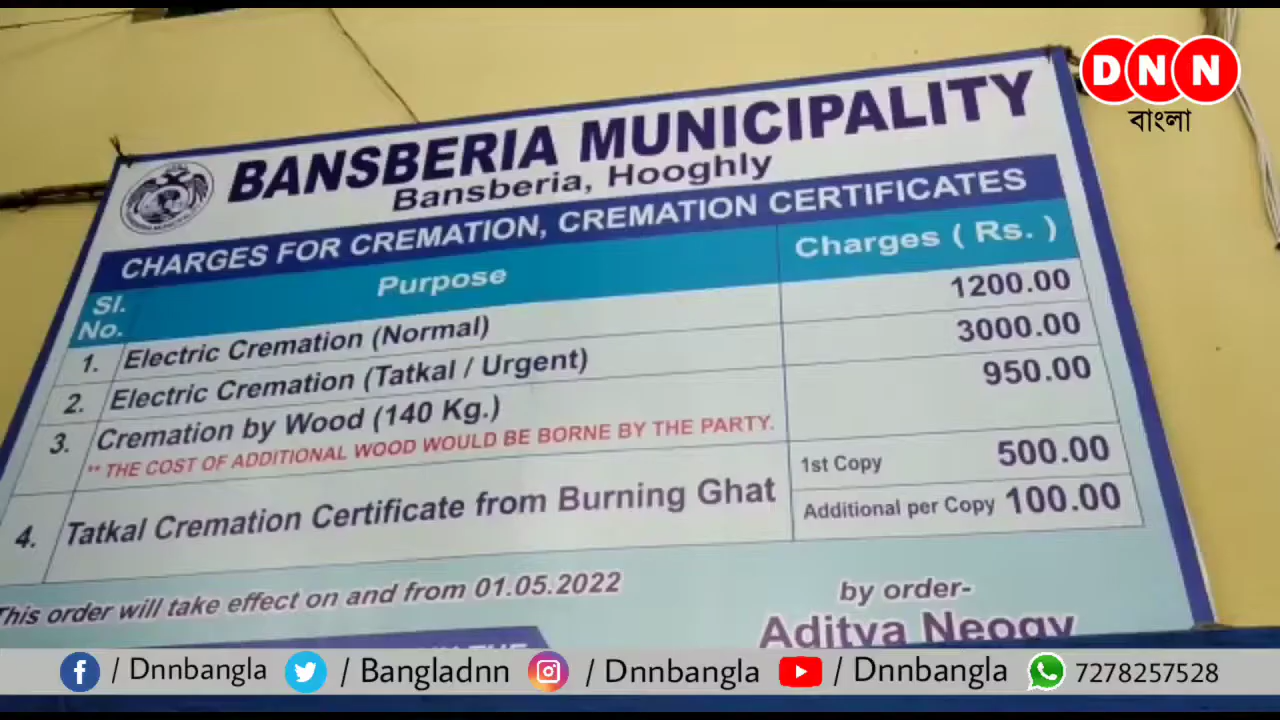 DNN
বাংলা
BANSBERIA MUNICIPALITY
Bansberia, Hooghly
CHARGES FOR CREMATION, CREMATION CERTIFICATES
Sl. No. Purpose Charges ( Rs. )
1. Electric Cremation (Normal) 1200.00
2. Electric Cremation (Tatkal / Urgent) 3000.00
3. Cremation by Wood (140 Kg.) 950.00
** THE COST OF ADDITIONAL WOOD WOULD BE BORNE BY THE PARTY.
4. Tatkal Cremation Certificate from Burning Ghat 1st Copy 500.00
Additional per Copy 100.00
This order will take effect on and from 01.05.2022
by order-
Aditya Neogy
/ Dnnbangla / Bangladnn / Dnnbangla / Dnnbangla 7278257528